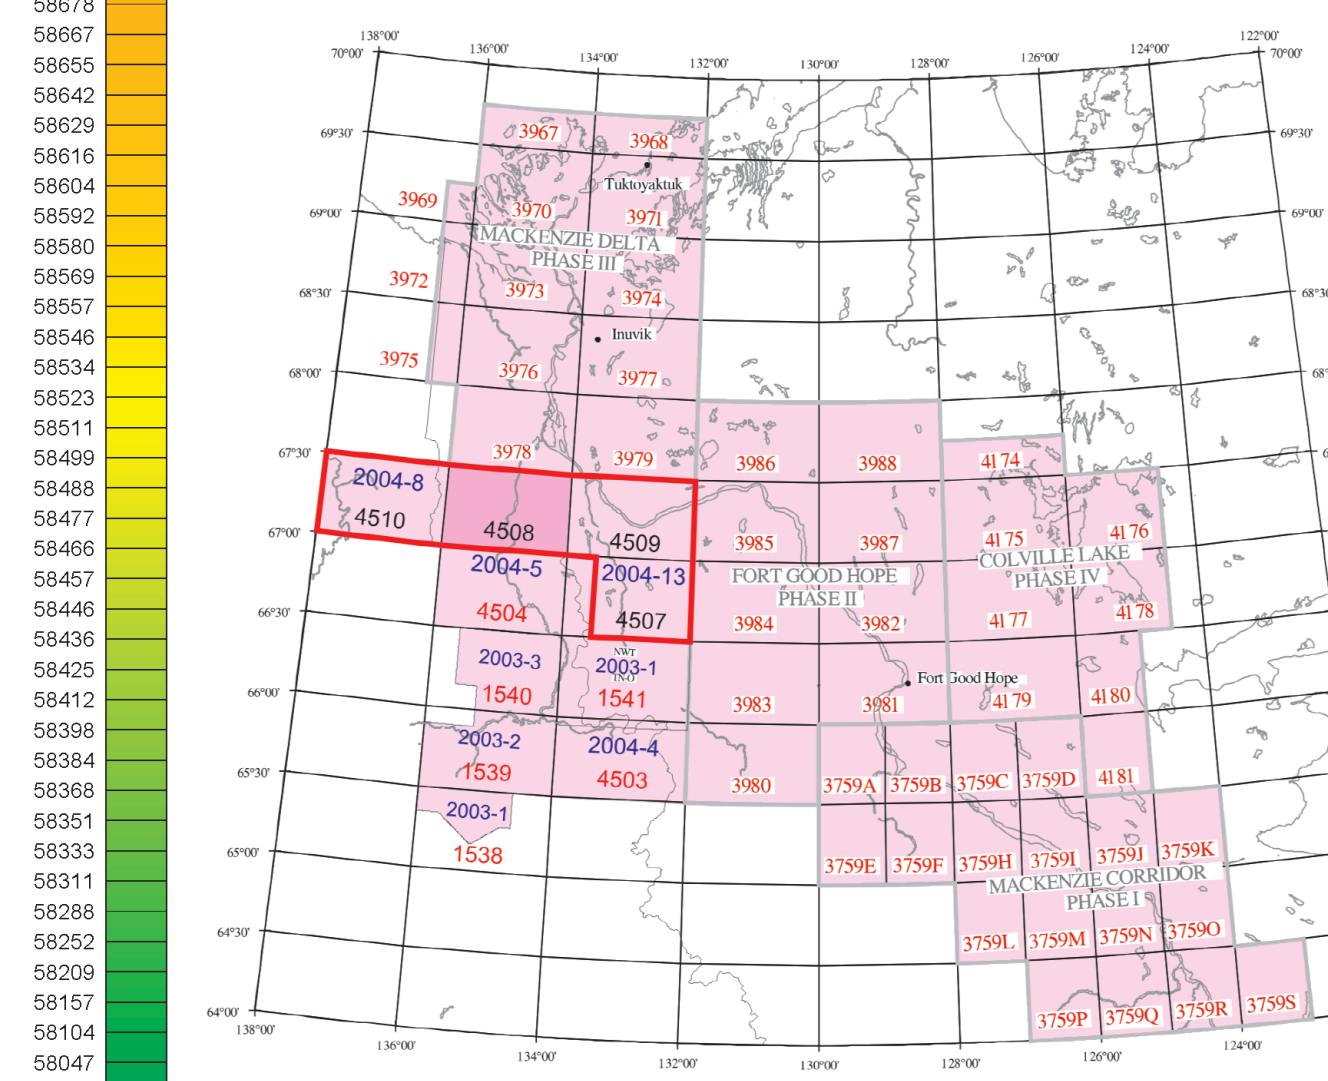 58678
58667
58655
58642
58629
58616
58604
58592
58580
58569
58557
58546
58534
58523
58511
58499
58488
58477
58466
58457
58446
58436
58425
58412
58398
58384
58368
58351
58333
58311
58288
58252
58209
58157
58104
58047
138°00' 136°00' 134°00' 132°00' 130°00' 128°00' 126°00' 124°00' 122°00'
70°00' 70°00'
69°30' 3967 3968 69°30'
Tuktoyaktuk
69°00' 3969 3970 3971 69°00'
MACKENZIE DELTA
PHASE III
68°30' 3972 3973 3974 68°30'
Inuvik
68°00' 3975 3976 3977 68°
67°30' 3978 3979 3986 3988 4174
2004-8
67°00' 4510 4508 4509 3985 3987 4175 4176
COLVILLE LAKE
PHASE IV
2004-5 2004-13 FORT GOOD HOPE
PHASE II
66°30' 4504 4507 3984 3982 4177 4178
NWT
2003-3 2003-1
Fort Good Hope
66°00' 1540 1541 3983 3981 4179 4180
2003-2 2004-4
65°30' 1539 4503 3980 3759A 3759B 3759C 3759D 4181
2003-1
65°00' 1538 3759E 3759F 3759H 3759I 3759J 3759K
MACKENZIE CORRIDOR
PHASE I
64°30' 3759L 3759M 3759N 3759O
64°00' 3759P 3759Q 3759R 3759S
138°00' 136°00' 134°00' 132°00' 130°00' 128°00' 126°00' 124°00'